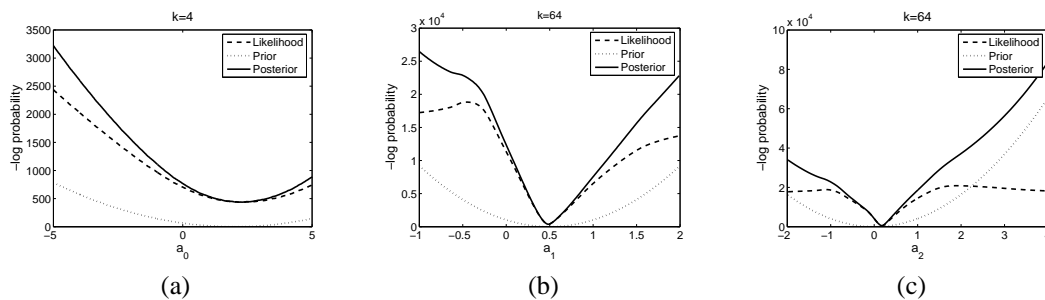 k=4
3500
3000
2500
2000
1500
1000
500
0
−log probability
−5
0
5
a0
Likelihood
Prior
Posterior
(a)
x 10^4
k=64
3
2.5
2
1.5
1
0.5
0
−log probability
−1
−0.5
0
0.5
1
1.5
2
a1
Likelihood
Prior
Posterior
(b)
x 10^4
k=64
10
8
6
4
2
0
−log probability
−2
−1
0
1
2
3
4
a2
Likelihood
Prior
Posterior
(c)